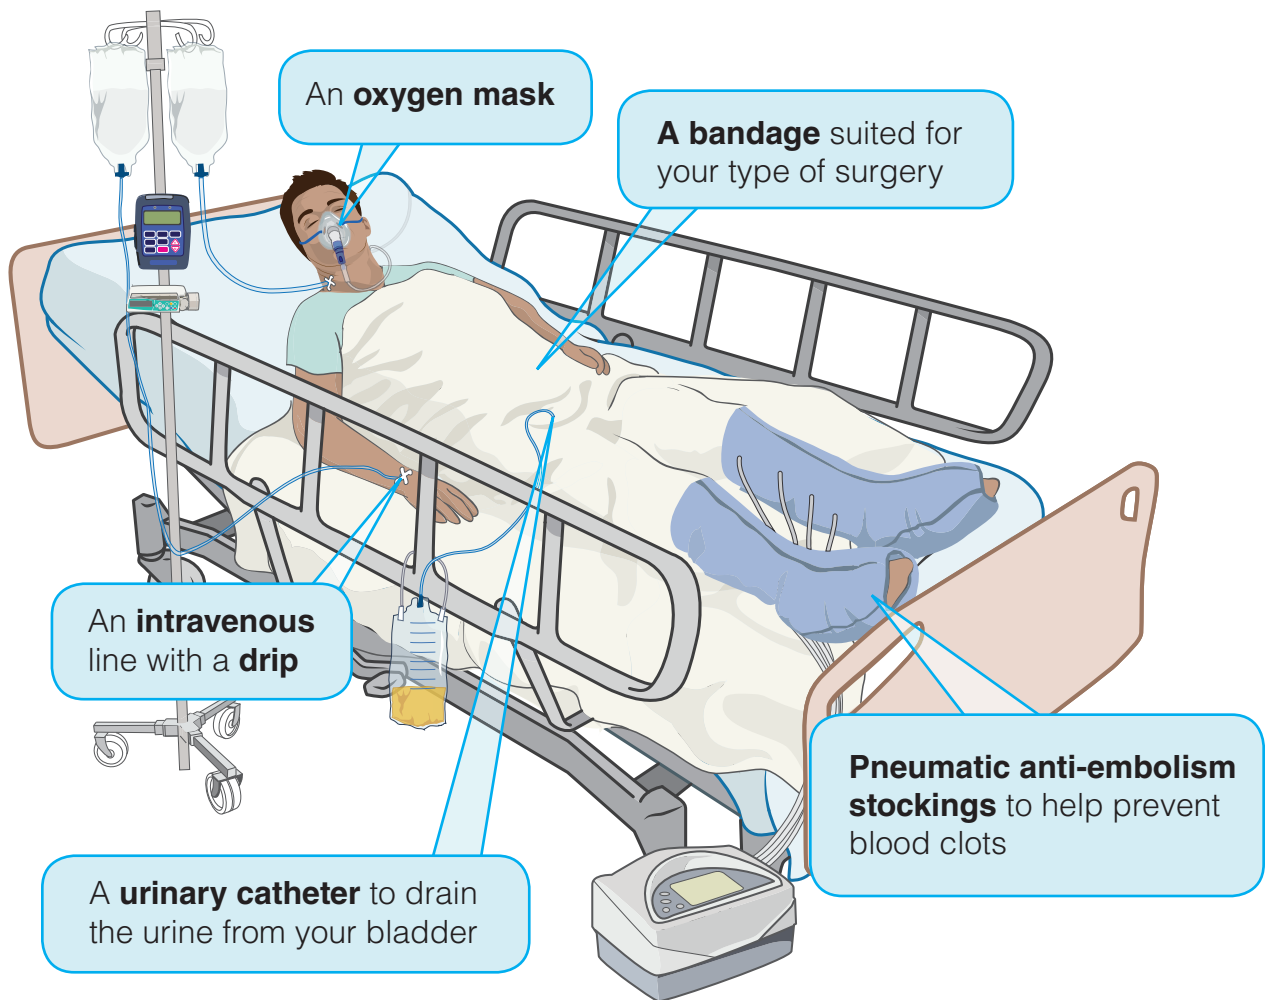 An oxygen mask
A bandage suited for
your type of surgery
An intravenous
line with a drip
Pneumatic anti-embolism
stockings to help prevent
blood clots
A urinary catheter to drain
the urine from your bladder